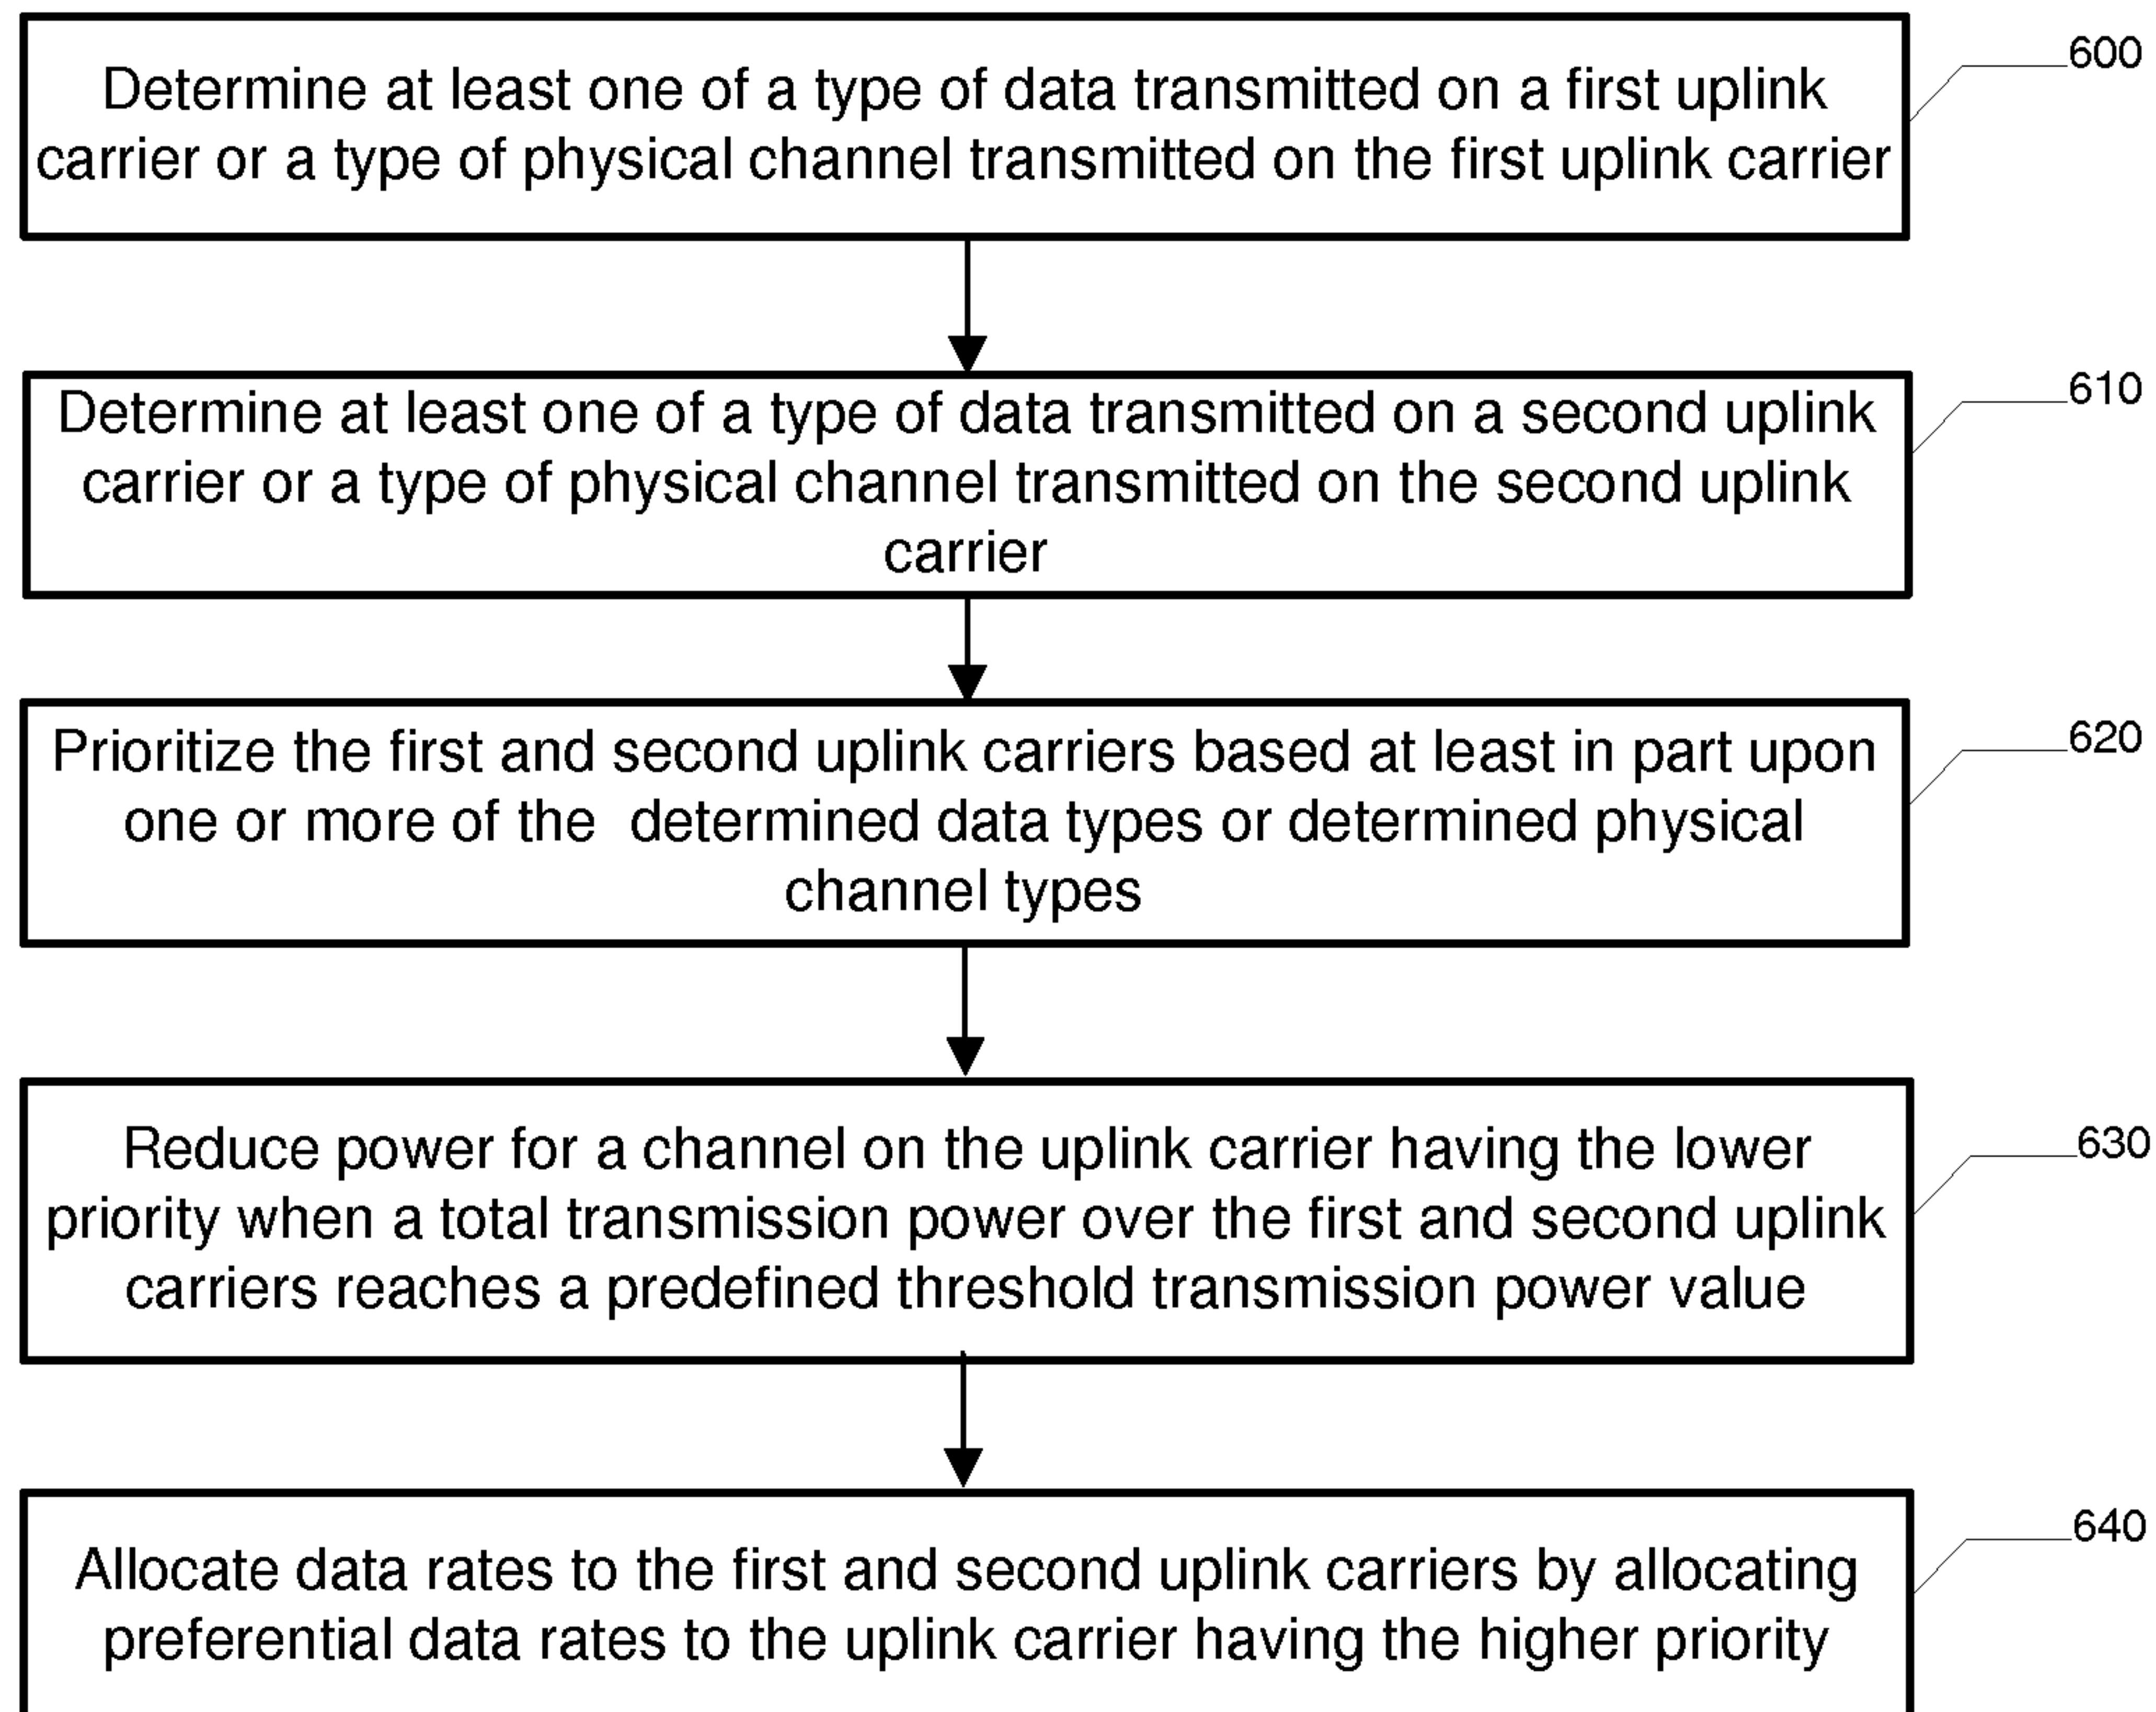 Determine at least one of a type of data transmitted on a first uplink
carrier or a type of physical channel transmitted on the first uplink carrier
600
Determine at least one of a type of data transmitted on a second uplink
carrier or a type of physical channel transmitted on the second uplink
carrier
610
Prioritize the first and second uplink carriers based at least in part upon
one or more of the  determined data types or determined physical
channel types
620
Reduce power for a channel on the uplink carrier having the lower
priority when a total transmission power over the first and second uplink
carriers reaches a predefined threshold transmission power value
630
Allocate data rates to the first and second uplink carriers by allocating
preferential data rates to the uplink carrier having the higher priority
640